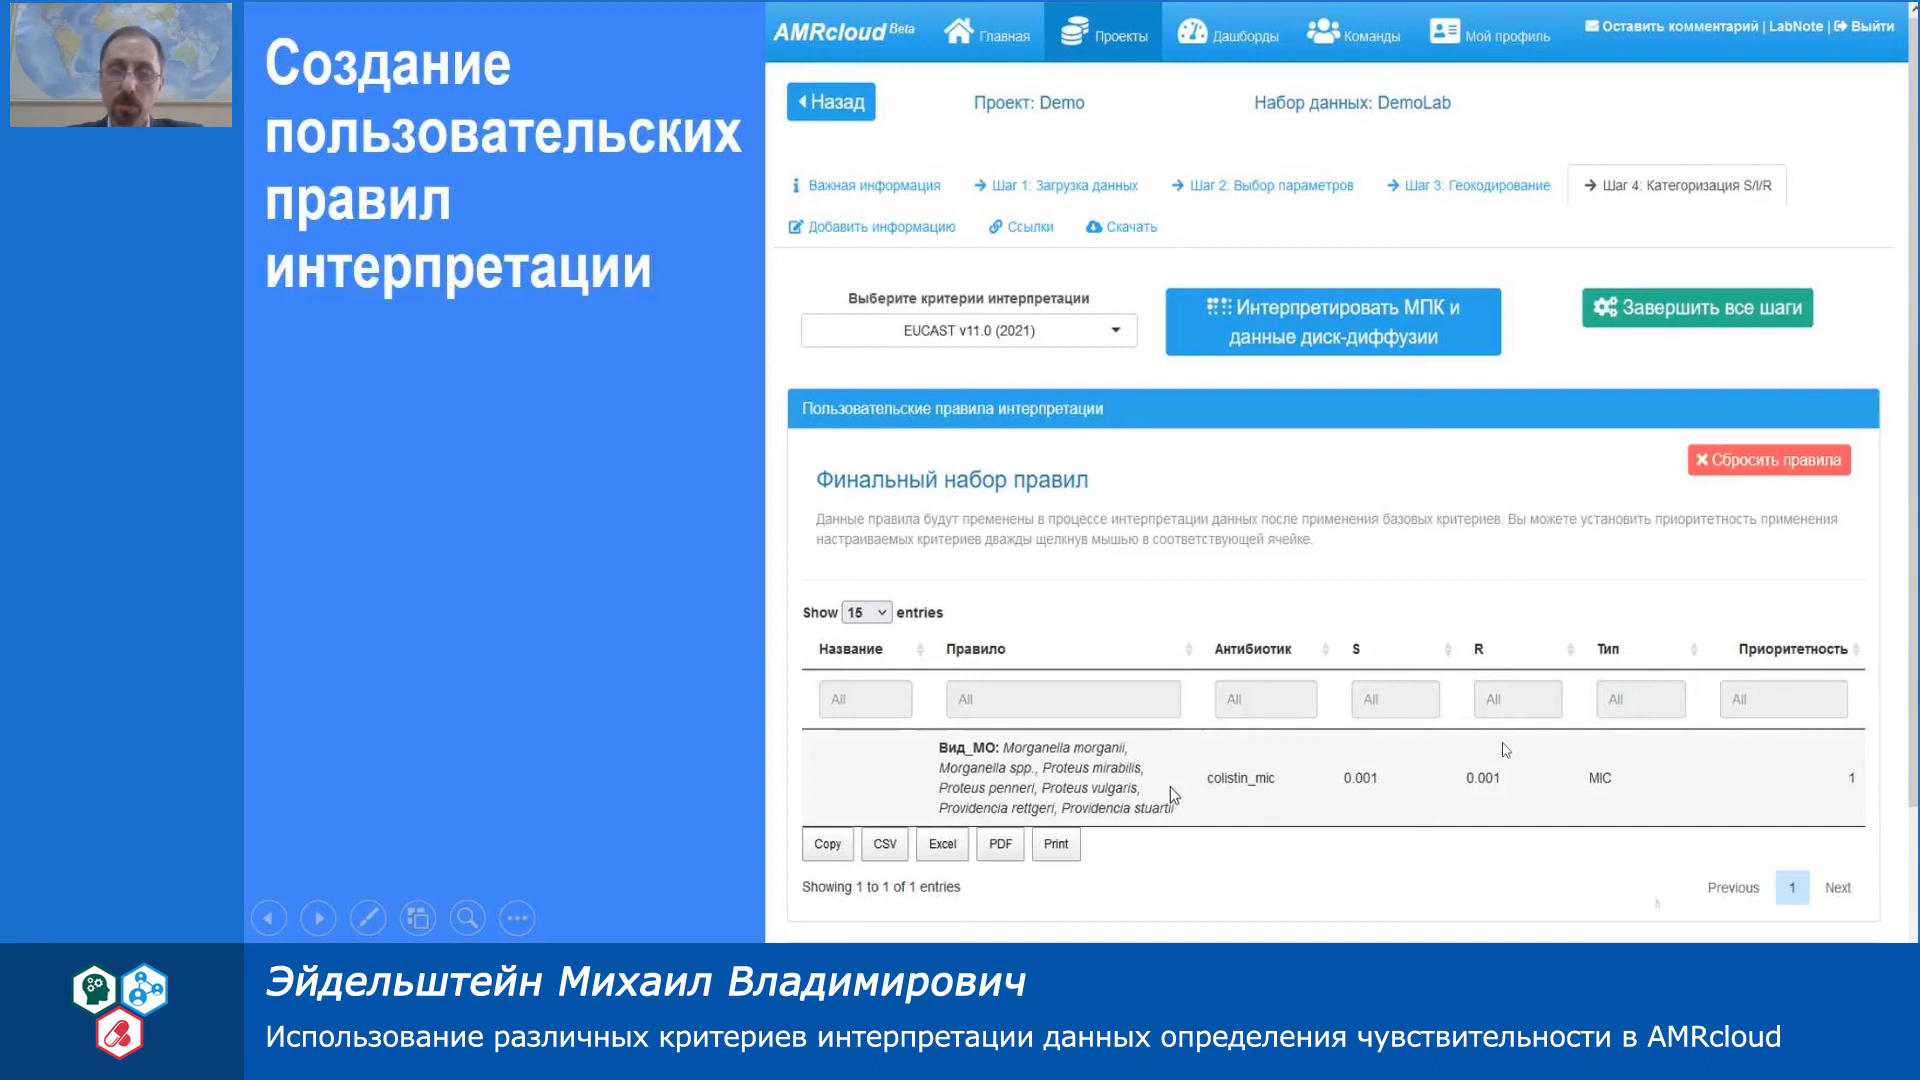 Создание
пользовательских
правил
интерпретации
AMRcloud Beta
Главная
Проекты
Дашборды
Команды
Мой профиль
Оставить комментарий | LabNote | Выйти
Назад
Проект: Demo
Набор данных: DemoLab
Важная информация
Шаг 1: Загрузка данных
Шаг 2: Выбор параметров
Шаг 3: Геокодирование
Шаг 4: Категоризация S/I/R
Добавить информацию
Ссылки
Скачать
Выберите критерии интерпретации
EUCAST v11.0 (2021)
Интерпретировать МПК и
данные диск-диффузии
Завершить все шаги
Пользовательские правила интерпретации
Сбросить правила
Финальный набор правил
Данные правила будут пременены в процессе интерпретации данных после применения базовых критериев. Вы можете установить приоритетность применения
настраиваемых критериев дважды щелкнув мышью в соответствующей ячейке.
Show 15 entries
Название Правило Антибиотик S R Тип Приоритетность
All All All All All All All
Вид_МО: Morganella morganii,
Morganella spp., Proteus mirabilis,
Proteus penneri, Proteus vulgaris,
Providencia rettgeri, Providencia stuartii
colistin_mic 0.001 0.001 MIC 1
Copy CSV Excel PDF Print
Showing 1 to 1 of 1 entries
Previous 1 Next
Эйдельштейн Михаил Владимирович
Использование различных критериев интерпретации данных определения чувствительности в AMRcloud